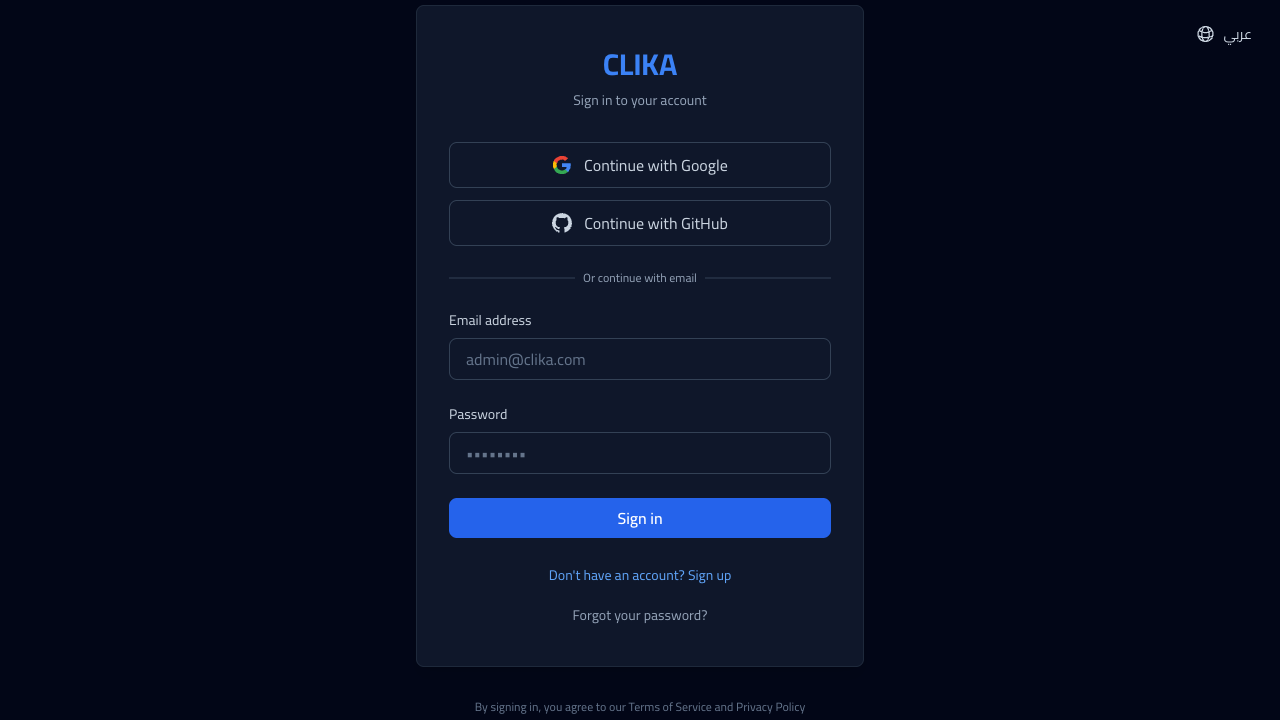 عربي
CLIKA
Sign in to your account
Continue with Google
Continue with GitHub
Or continue with email
Email address
admin@clika.com
Password
••••••••
Sign in
Don't have an account? Sign up
Forgot your password?
By signing in, you agree to our Terms of Service and Privacy Policy